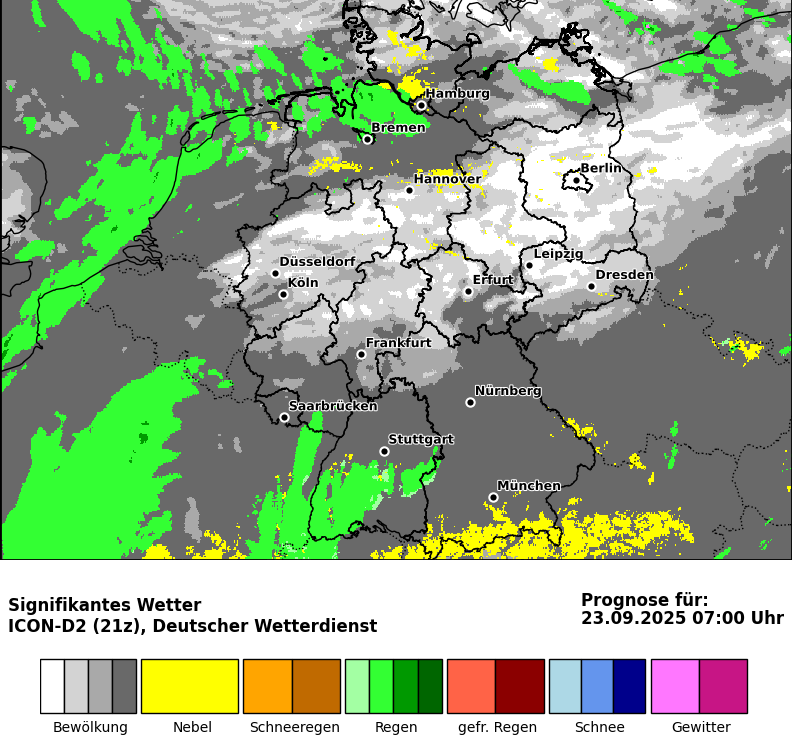 Hamburg
Bremen
Berlin
Hannover
Leipzig
Düsseldorf
Dresden
Köln
Erfurt
Frankfurt
Nürnberg
Saarbrücken
Stuttgart
München
Signifikantes Wetter
ICON-D2 (21z), Deutscher Wetterdienst
Prognose für:
23.09.2025 07:00 Uhr
Bewölkung Nebel Schneeregen Regen gefr. Regen Schnee Gewitter